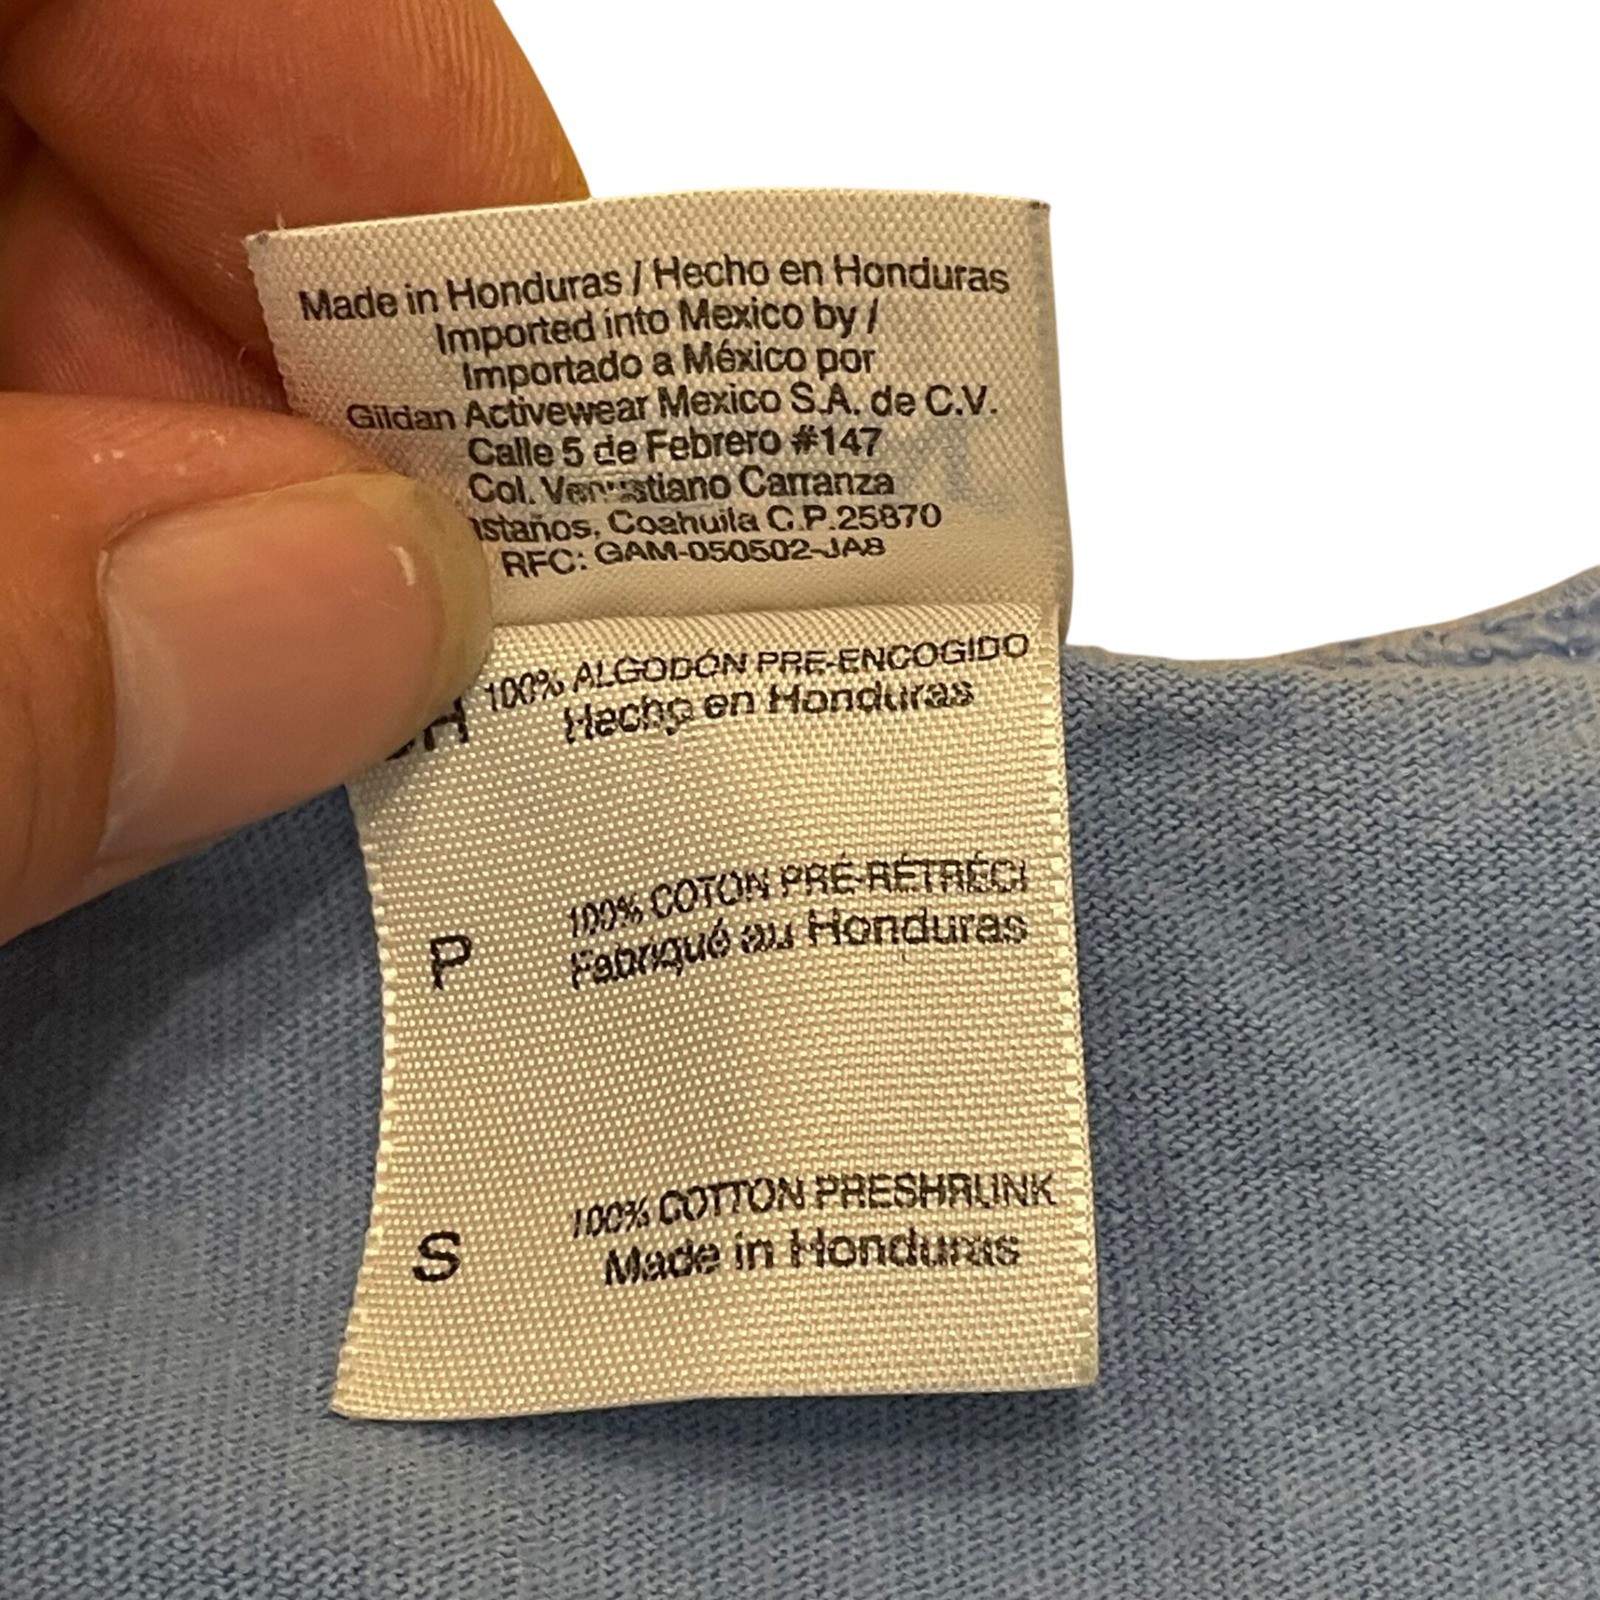 Made in Honduras / Hecho en Honduras
Imported into Mexico by /
Importado a México por
Gildan Activewear Mexico S.A. de C.V.
Calle 5 de Febrero #147
Col. Venustiano Carranza
Coahuila C.P.25870
RFC: GAM-050502-JA8
100% ALGODÓN PRE-ENCOGIDO
Hecho en Honduras
100% COTON PRÉ-RÉTRÉCI
P Fabriqué au Honduras
100% COTTON PRESHRUNK
S Made in Honduras